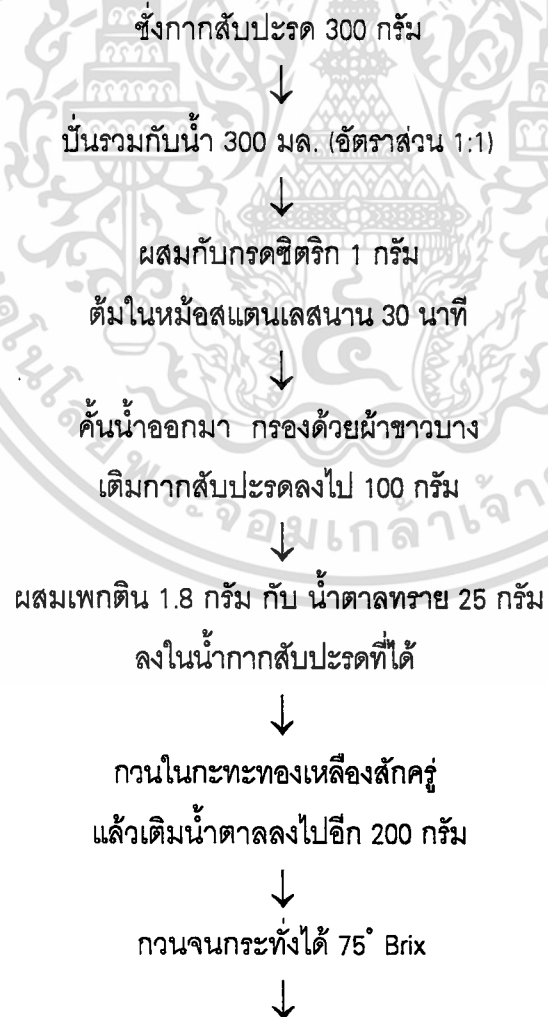 ชั่งกากสับปะรด 300 กรัม
↓
ปั่นรวมกับน้ำ 300 มล. (อัตราส่วน 1:1)
↓
ผสมกับกรดซิตริก 1 กรัม
ต้มในหม้อสแตนเลสนาน 30 นาที
↓
คั้นน้ำออกมา กรองด้วยผ้าขาวบาง
เติมกากสับปะรดลงไป 100 กรัม
↓
ผสมเพกติน 1.8 กรัม กับ น้ำตาลทราย 25 กรัม
ลงในน้ำกากสับปะรดที่ได้
↓
กวนในกะทะทองเหลืองสักครู่
แล้วเติมน้ำตาลลงไปอีก 200 กรัม
↓
กวนจนกระทั่งได้ 75° Brix
↓